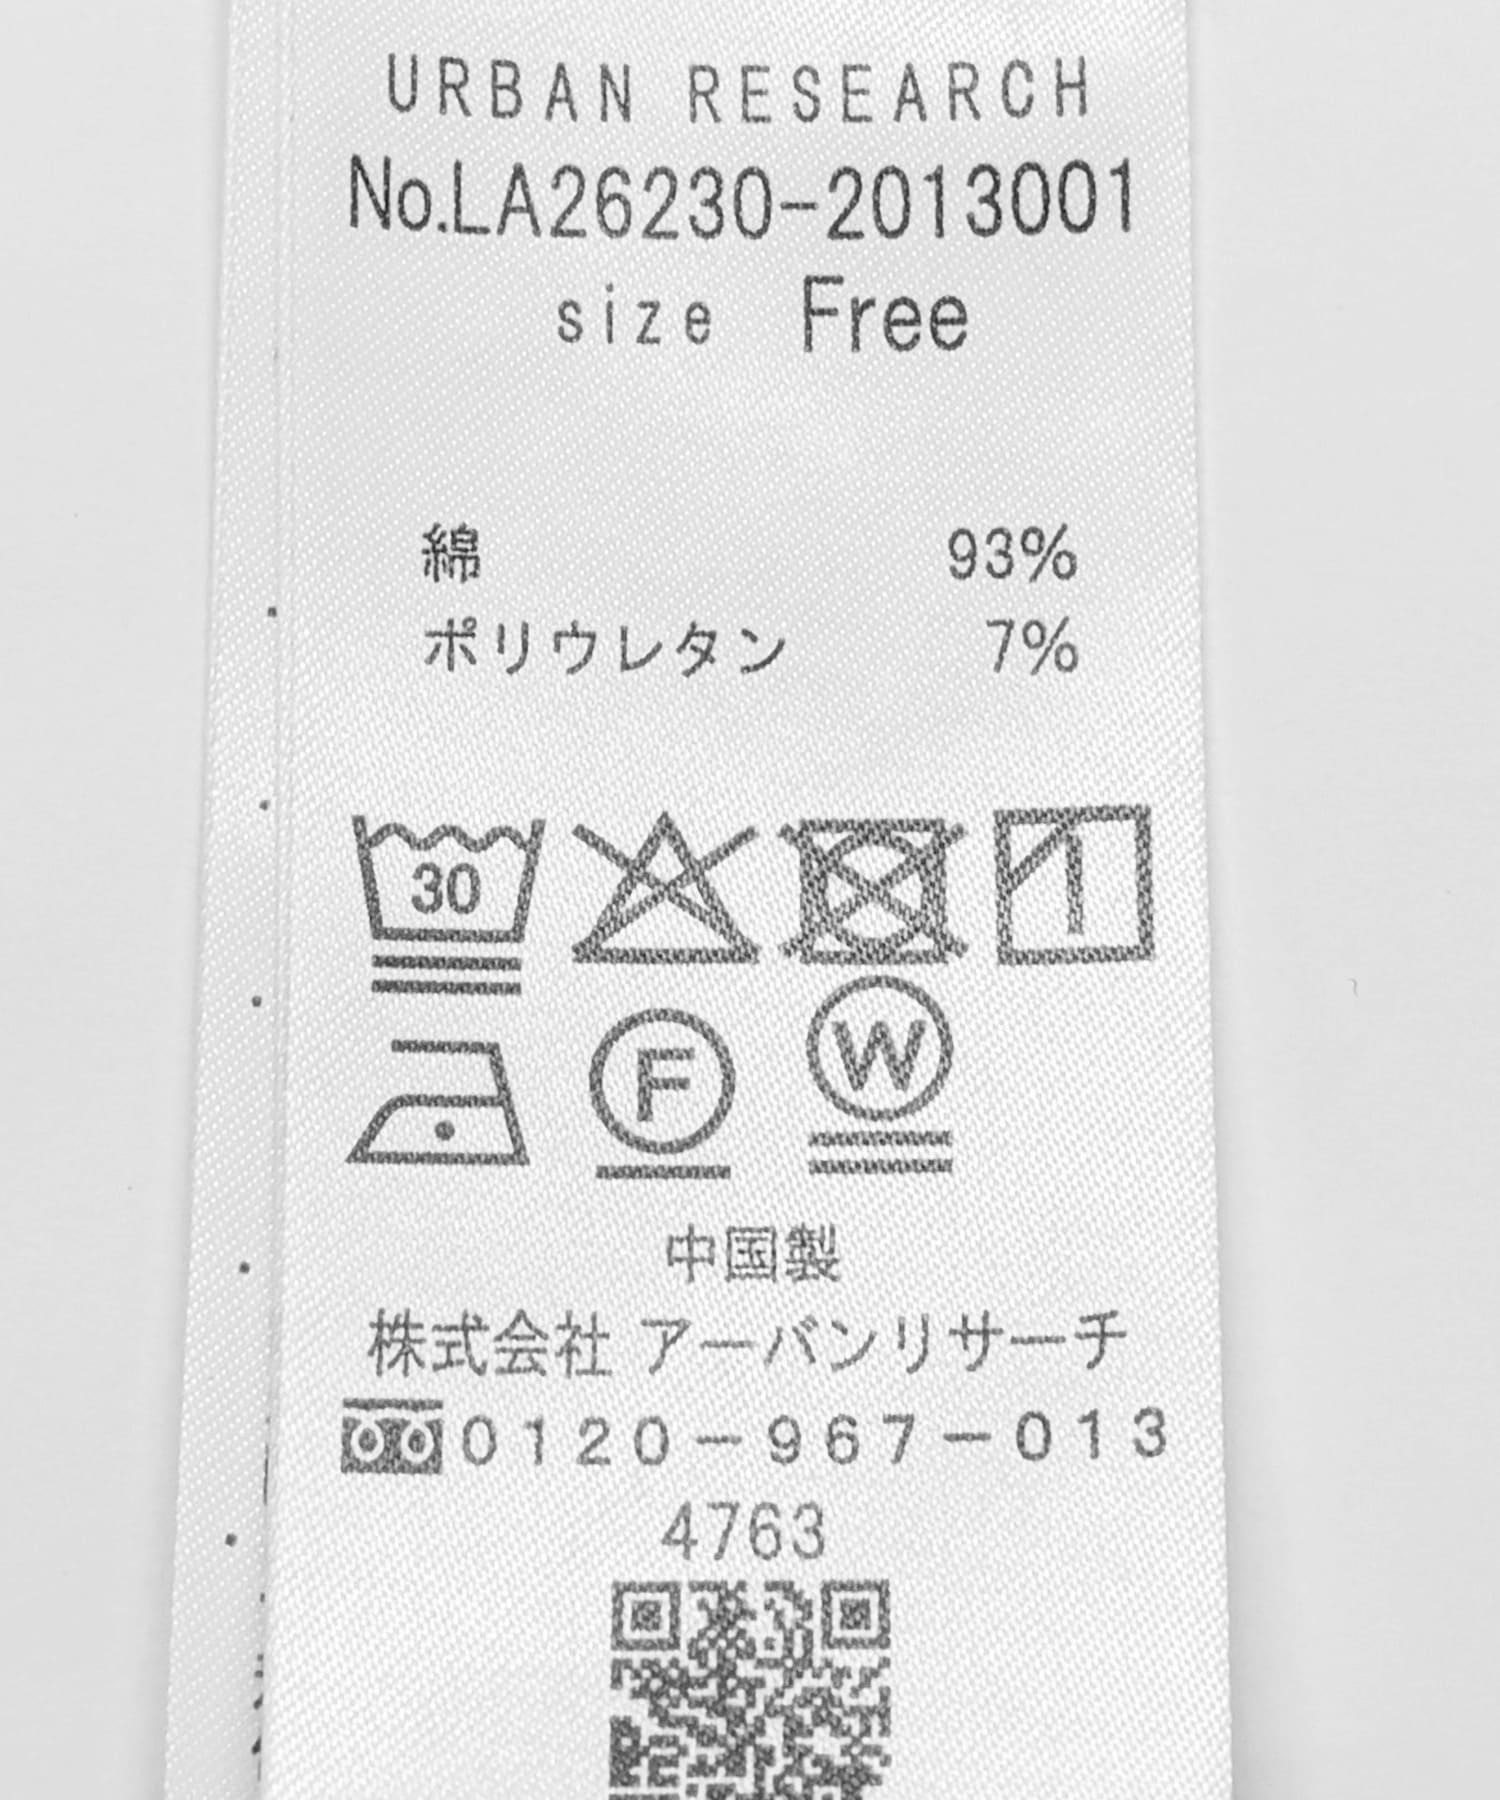 URBAN RESEARCH
No.LA26230-2013001
size Free
綿 93%
ポリウレタン 7%
30
F
W
中国製
株式会社 アーバンリサーチ
0120-967-013
4763